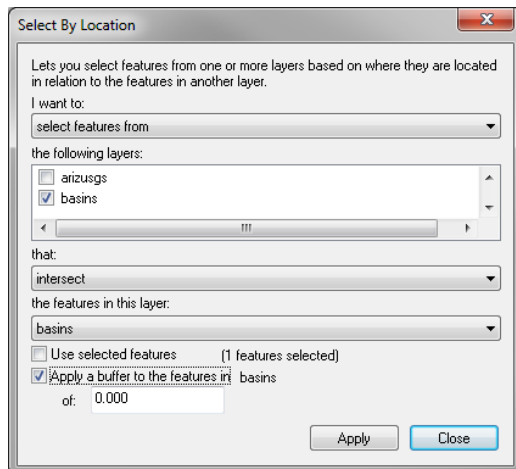 Select By Location
Lets you select features from one or more layers based on where they are located
in relation to the features in another layer.
I want to:
select features from
the following layers:
arizusgs
basins
that:
intersect
the features in this layer:
basins
Use selected features (1 features selected)
Apply a buffer to the features in basins
of: 0.000
Apply Close